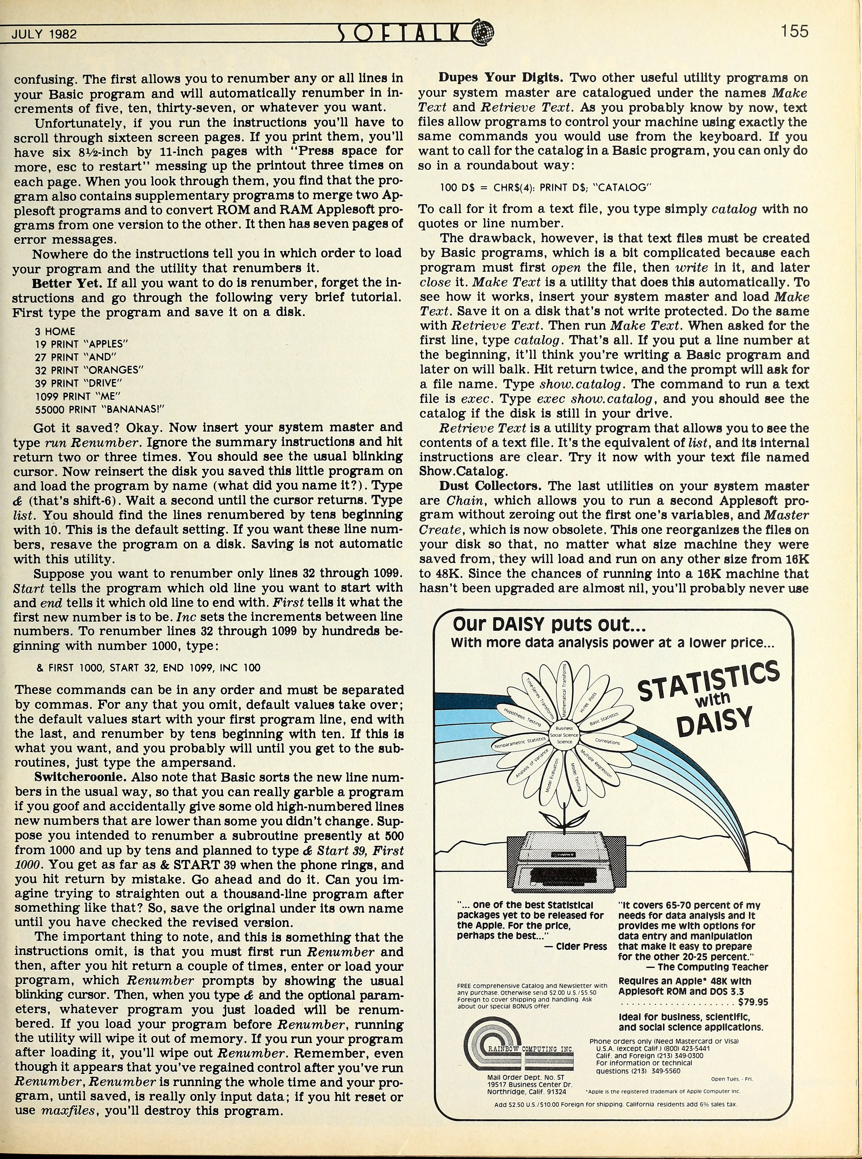 JULY 1982
SOFTALK
155
confusing. The first allows you to renumber any or all lines in
your Basic program and will automatically renumber in in-
crements of five, ten, thirty-seven, or whatever you want.
Unfortunately, if you run the instructions you'll have to
scroll through sixteen screen pages. If you print them, you'll
have six 8½-inch by 11-inch pages with "Press space for
more, esc to restart" messing up the printout three times on
each page. When you look through them, you find that the pro-
gram also contains supplementary programs to merge two Ap-
plesoft programs and to convert ROM and RAM Applesoft pro-
grams from one version to the other. It then has seven pages of
error messages.
Nowhere do the instructions tell you in which order to load
your program and the utility that renumbers it.
Better Yet. If all you want to do is renumber, forget the in-
structions and go through the following very brief tutorial.
First type the program and save it on a disk.
3 HOME
19 PRINT "APPLES"
27 PRINT "AND"
32 PRINT "ORANGES"
39 PRINT "DRIVE"
1099 PRINT "ME"
55000 PRINT "BANANAS!"
Got it saved? Okay. Now insert your system master and
type run Renumber. Ignore the summary instructions and hit
return two or three times. You should see the usual blinking
cursor. Now reinsert the disk you saved this little program on
and load the program by name (what did you name it?). Type
& (that's shift-6). Wait a second until the cursor returns. Type
list. You should find the lines renumbered by tens beginning
with 10. This is the default setting. If you want these line num-
bers, resave the program on a disk. Saving is not automatic
with this utility.
Suppose you want to renumber only lines 32 through 1099.
Start tells the program which old line you want to start with
and end tells it which old line to end with. First tells it what the
first new number is to be. Inc sets the increments between line
numbers. To renumber lines 32 through 1099 by hundreds be-
ginning with number 1000, type:
& FIRST 1000, START 32, END 1099, INC 100
These commands can be in any order and must be separated
by commas. For any that you omit, default values take over;
the default values start with your first program line, end with
the last, and renumber by tens beginning with ten. If this is
what you want, and you probably will until you get to the sub-
routines, just type the ampersand.
Switcheroonie. Also note that Basic sorts the new line num-
bers in the usual way, so that you can really garble a program
if you goof and accidentally give some old high-numbered lines
new numbers that are lower than some you didn't change. Sup-
pose you intended to renumber a subroutine presently at 500
from 1000 and up by tens and planned to type & Start 39, First
1000. You get as far as & START 39 when the phone rings, and
you hit return by mistake. Go ahead and do it. Can you im-
agine trying to straighten out a thousand-line program after
something like that? So, save the original under its own name
until you have checked the revised version.
The important thing to note, and this is something that the
instructions omit, is that you must first run Renumber and
then, after you hit return a couple of times, enter or load your
program, which Renumber prompts by showing the usual
blinking cursor. Then, when you type & and the optional param-
eters, whatever program you just loaded will be renum-
bered. If you load your program before Renumber, running
the utility will wipe it out of memory. If you run your program
after loading it, you'll wipe out Renumber. Remember, even
though it appears that you've regained control after you've run
Renumber, Renumber is running the whole time and your pro-
gram, until saved, is really only input data; if you hit reset or
use maxfiles, you'll destroy this program.
Dupes Your Digits. Two other useful utility programs on
your system master are catalogued under the names Make
Text and Retrieve Text. As you probably know by now, text
files allow programs to control your machine using exactly the
same commands you would use from the keyboard. If you
want to call for the catalog in a Basic program, you can only do
so in a roundabout way:
100 D$ = CHR$(4): PRINT D$; "CATALOG"
To call for it from a text file, you type simply catalog with no
quotes or line number.
The drawback, however, is that text files must be created
by Basic programs, which is a bit complicated because each
program must first open the file, then write in it, and later
close it. Make Text is a utility that does this automatically. To
see how it works, insert your system master and load Make
Text. Save it on a disk that's not write protected. Do the same
with Retrieve Text. Then run Make Text. When asked for the
first line, type catalog. That's all. If you put a line number at
the beginning, it'll think you're writing a Basic program and
later on will balk. Hit return twice, and the prompt will ask for
a file name. Type show.catalog. The command to run a text
file is exec. Type exec show.catalog, and you should see the
catalog if the disk is still in your drive.
Retrieve Text is a utility program that allows you to see the
contents of a text file. It's the equivalent of list, and its internal
instructions are clear. Try it now with your text file named
Show.Catalog.
Dust Collectors. The last utilities on your system master
are Chain, which allows you to run a second Applesoft pro-
gram without zeroing out the first one's variables, and Master
Create, which is now obsolete. This one reorganizes the files on
your disk so that, no matter what size machine they were
saved from, they will load and run on any other size from 16K
to 48K. Since the chances of running into a 16K machine that
hasn't been upgraded are almost nil, you'll probably never use
Our DAISY puts out...
With more data analysis power at a lower price...
STATISTICS
with
DAISY
Mathematical Transforms
Basic Statistics
Correlations
Multiple Regression
Model Testing
Model Evaluation
Analysis of Variance
Nonparametric Statistics
Hypothesis Testing
Business
Social Science
Science
"... one of the best Statistical
packages yet to be released for
the Apple. For the price,
perhaps the best..."
— Cider Press
"It covers 65-70 percent of my
needs for data analysis and it
provides me with options for
data entry and manipulation
that make it easy to prepare
for the other 20-25 percent."
— The Computing Teacher
FREE comprehensive Catalog and Newsletter with
any purchase. Otherwise send $2.00 U.S./$5.50
Foreign to cover shipping and handling. Ask
about our special BONUS offer.
Requires an Apple* 48K with
Applesoft ROM and DOS 3.3
. . . . . . . . . . . . . . . . . . . . $79.95
Ideal for business, scientific,
and social science applications.
RAINBOW COMPUTING INC.
Mail Order Dept. No. ST
19517 Business Center Dr.
Northridge, Calif. 91324
Phone orders only (Need Mastercard or Visa)
U.S.A. (except Calif.) (800) 423-5441
Calif. and Foreign (213) 349-0300
For information or technical
questions (213) 349-5560
Open Tues. - Fri.
*Apple is the registered trademark of Apple Computer Inc.
Add $2.50 U.S./$10.00 Foreign for shipping. California residents add 6% sales tax.